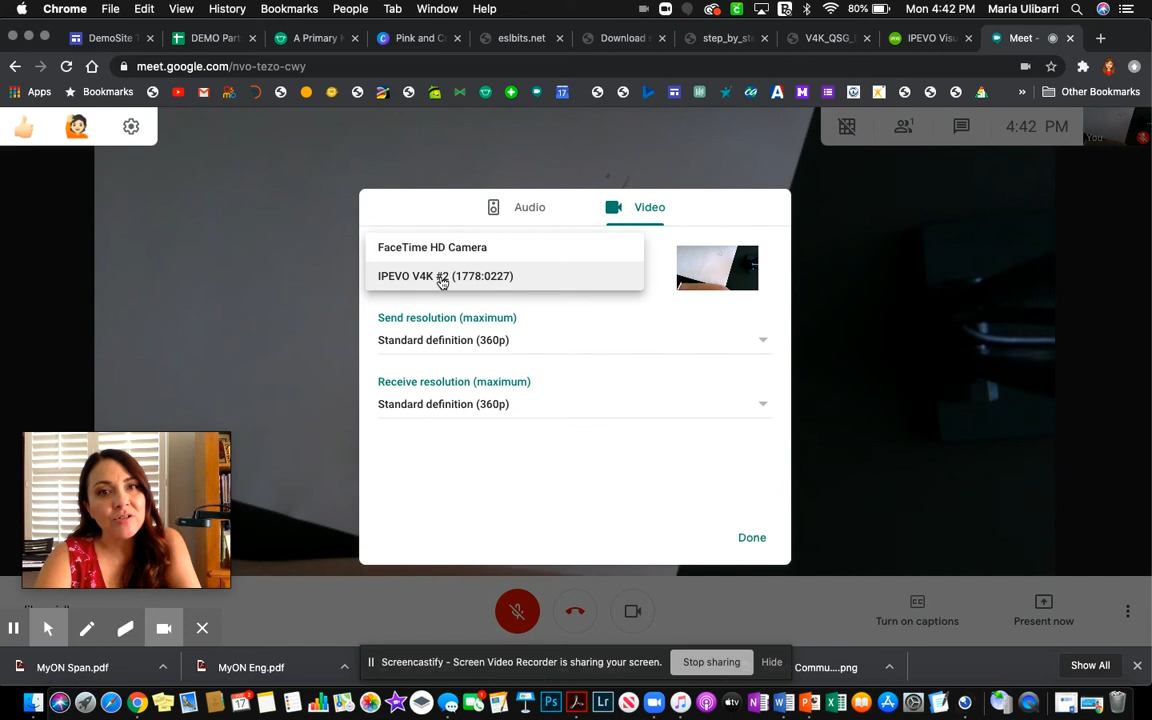 Chrome File Edit View History Bookmarks People Tab Window Help 80% Mon 4:42 PM Maria Ulibarri
DemoSite T DEMO Part A Primary H Pink and C eslbits.net Download step_by_st V4K_QSG_ IPEVO Visu Meet -
meet.google.com/nvo-tezo-cwy
Apps Bookmarks Other Bookmarks
4:42 PM
You
Audio Video
FaceTime HD Camera
IPEVO V4K #2 (1778:0227)
Send resolution (maximum)
Standard definition (360p)
Receive resolution (maximum)
Standard definition (360p)
Done
Turn on captions
Present now
MyON Span.pdf
MyON Eng.pdf
Screencastify - Screen Video Recorder is sharing your screen.
Stop sharing
Hide
Commu....png
Show All